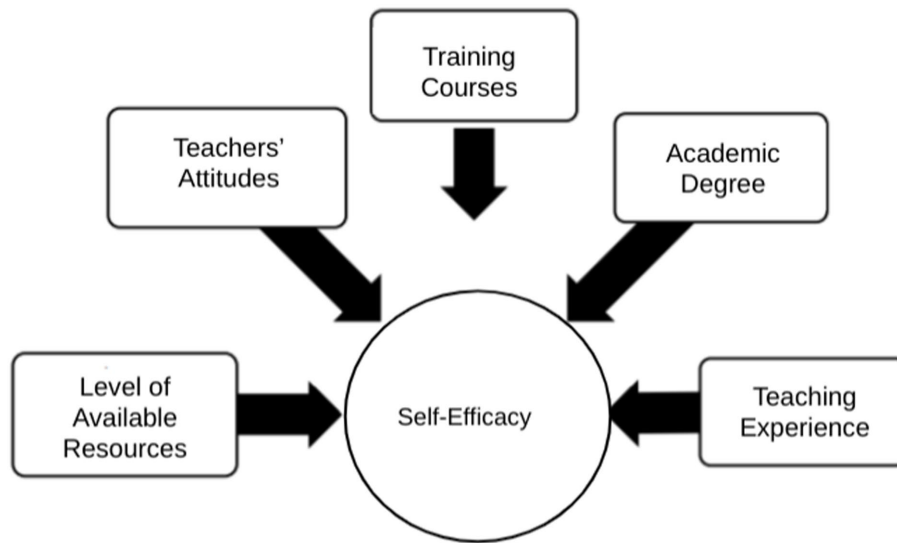 Training
Courses
Teachers’
Attitudes
Academic
Degree
Level of
Available
Resources
Self-Efficacy
Teaching
Experience